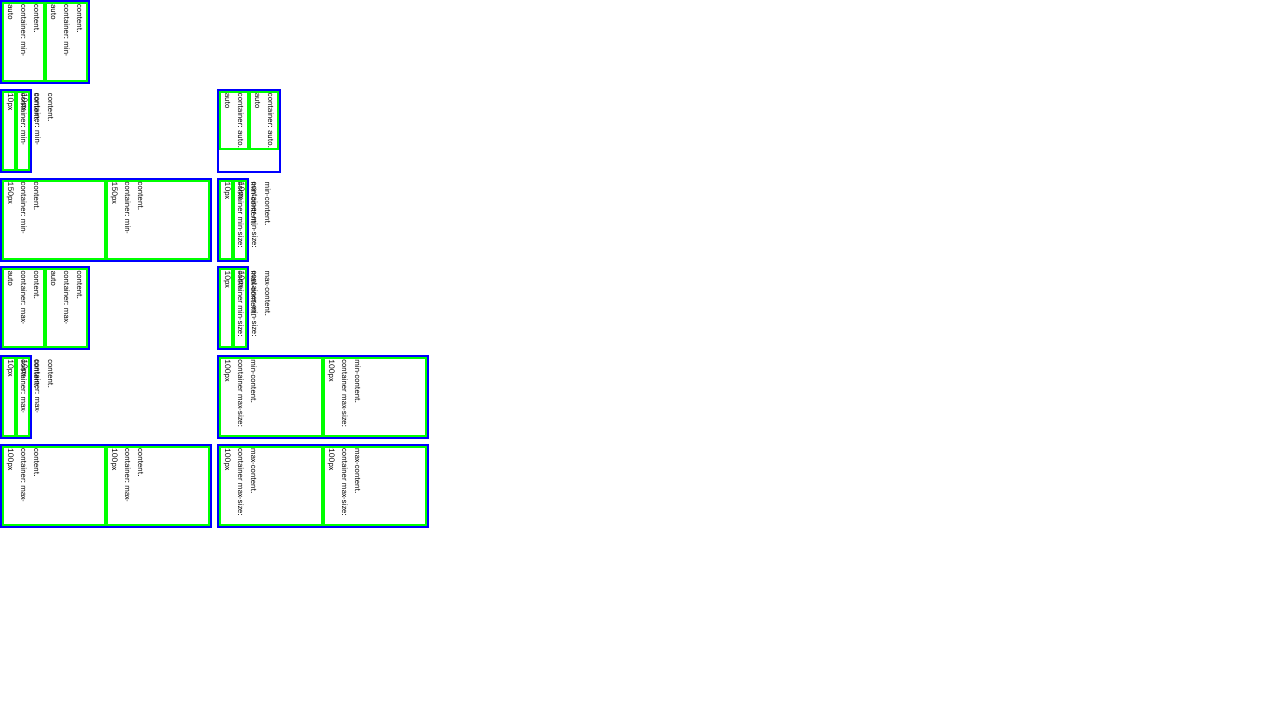 auto
container: min-
content.
auto
container: min-
content.
10px
container: min-
content.
10px
container: min-
content.
auto
container: auto.
auto
container: auto.
150px
container: min-
content.
150px
container: min-
content.
10px
container min-size:
min-content.
10px
container min-size:
min-content.
auto
container: max-
content.
auto
container: max-
content.
10px
container min-size:
max-content.
10px
container min-size:
max-content.
10px
container: max-
content.
10px
container: max-
content.
100px
container max-size:
min-content.
100px
container max-size:
min-content.
100px
container: max-
content.
100px
container: max-
content.
100px
container max-size:
max-content.
100px
container max-size:
max-content.